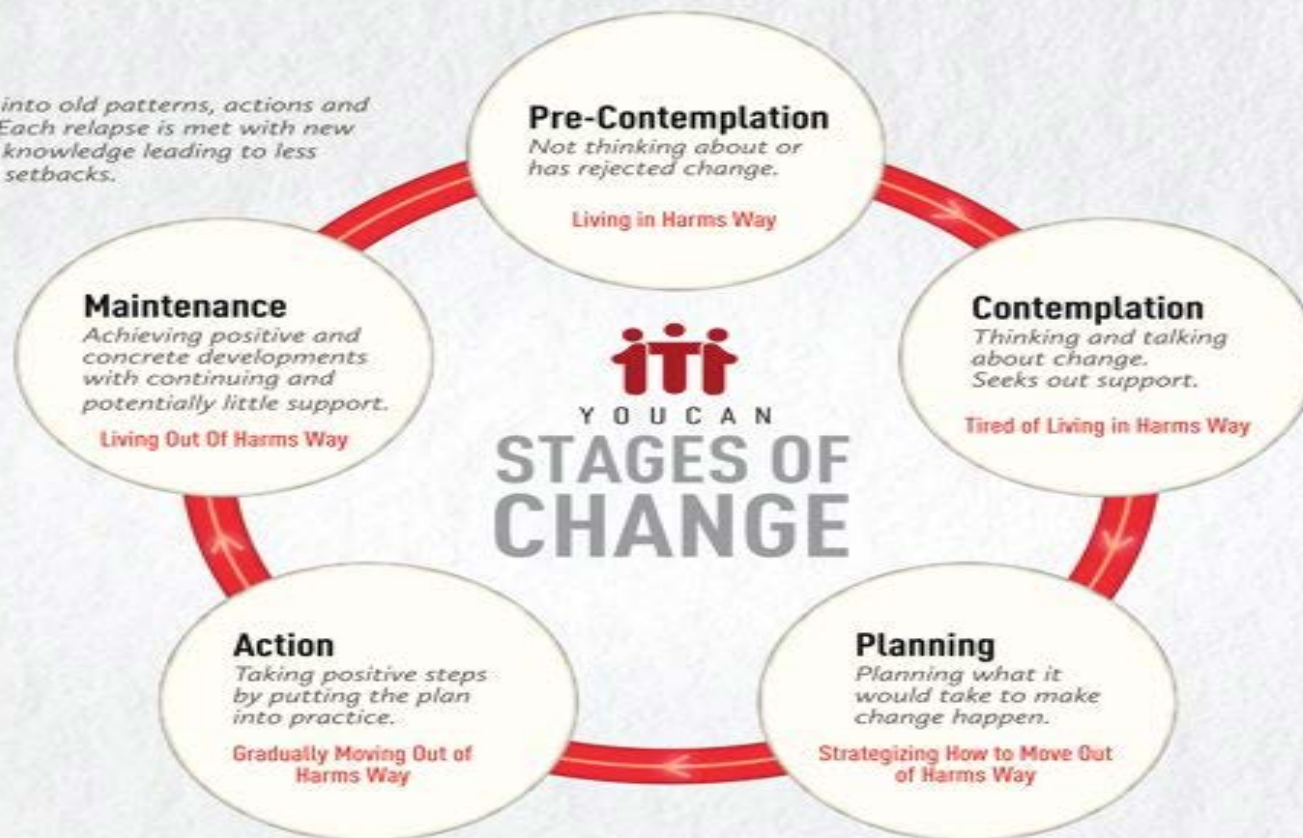 into old patterns, actions and
Each relapse is met with new
knowledge leading to less
setbacks.
Pre-Contemplation
Not thinking about or
has rejected change.
Living in Harms Way
Contemplation
Thinking and talking
about change.
Seeks out support.
Tired of Living in Harms Way
Planning
Planning what it
would take to make
change happen.
Strategizing How to Move Out
of Harms Way
Action
Taking positive steps
by putting the plan
into practice.
Gradually Moving Out of
Harms Way
Maintenance
Achieving positive and
concrete developments
with continuing and
potentially little support.
Living Out Of Harms Way
YOUCAN
STAGES OF
CHANGE